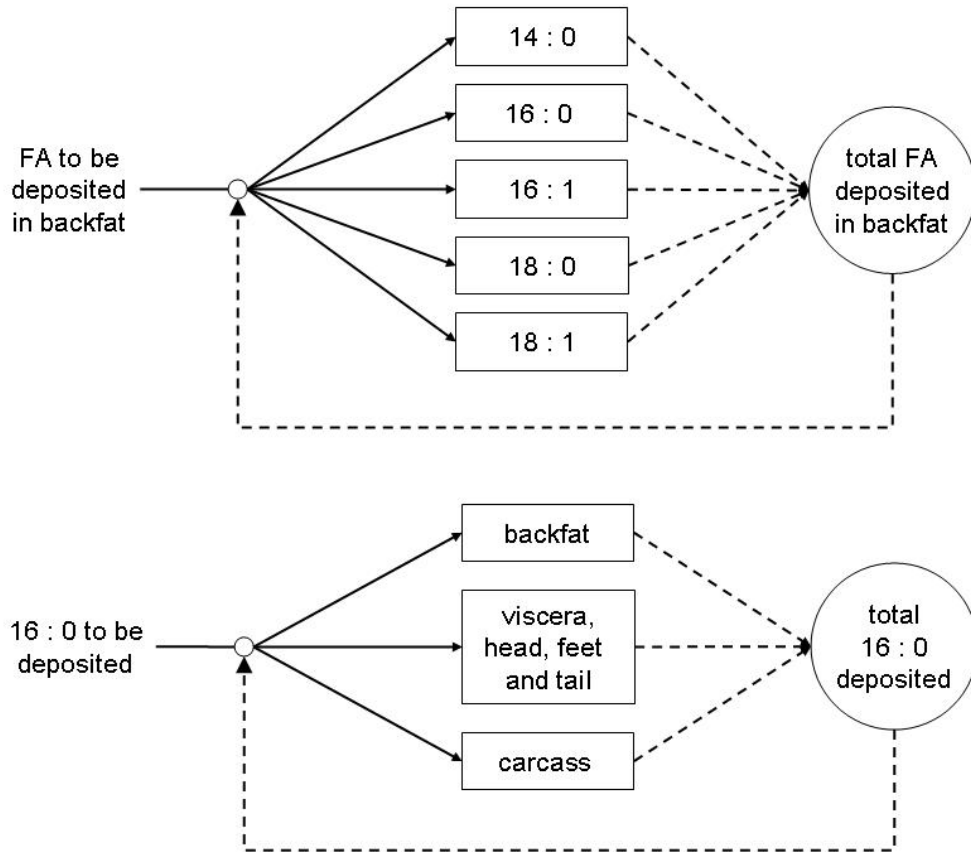 14 : 0
16 : 0
16 : 1
18 : 0
18 : 1
FA to be
deposited
in backfat
total FA
deposited
in backfat
backfat
viscera,
head, feet
and tail
carcass
16 : 0 to be
deposited
total
16 : 0
deposited